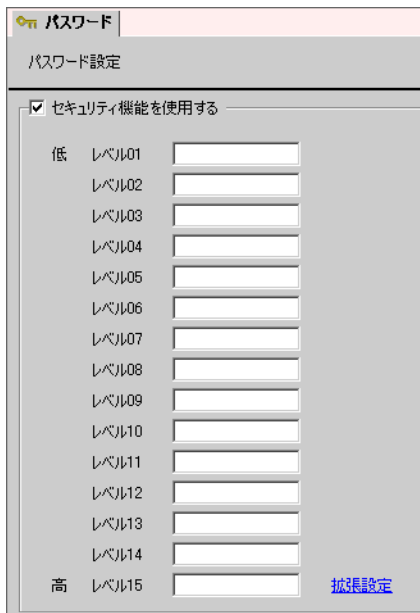 パスワード
パスワード設定
セキュリティ機能を使用する
低 レベル01
レベル02
レベル03
レベル04
レベル05
レベル06
レベル07
レベル08
レベル09
レベル10
レベル11
レベル12
レベル13
レベル14
高 レベル15 拡張設定